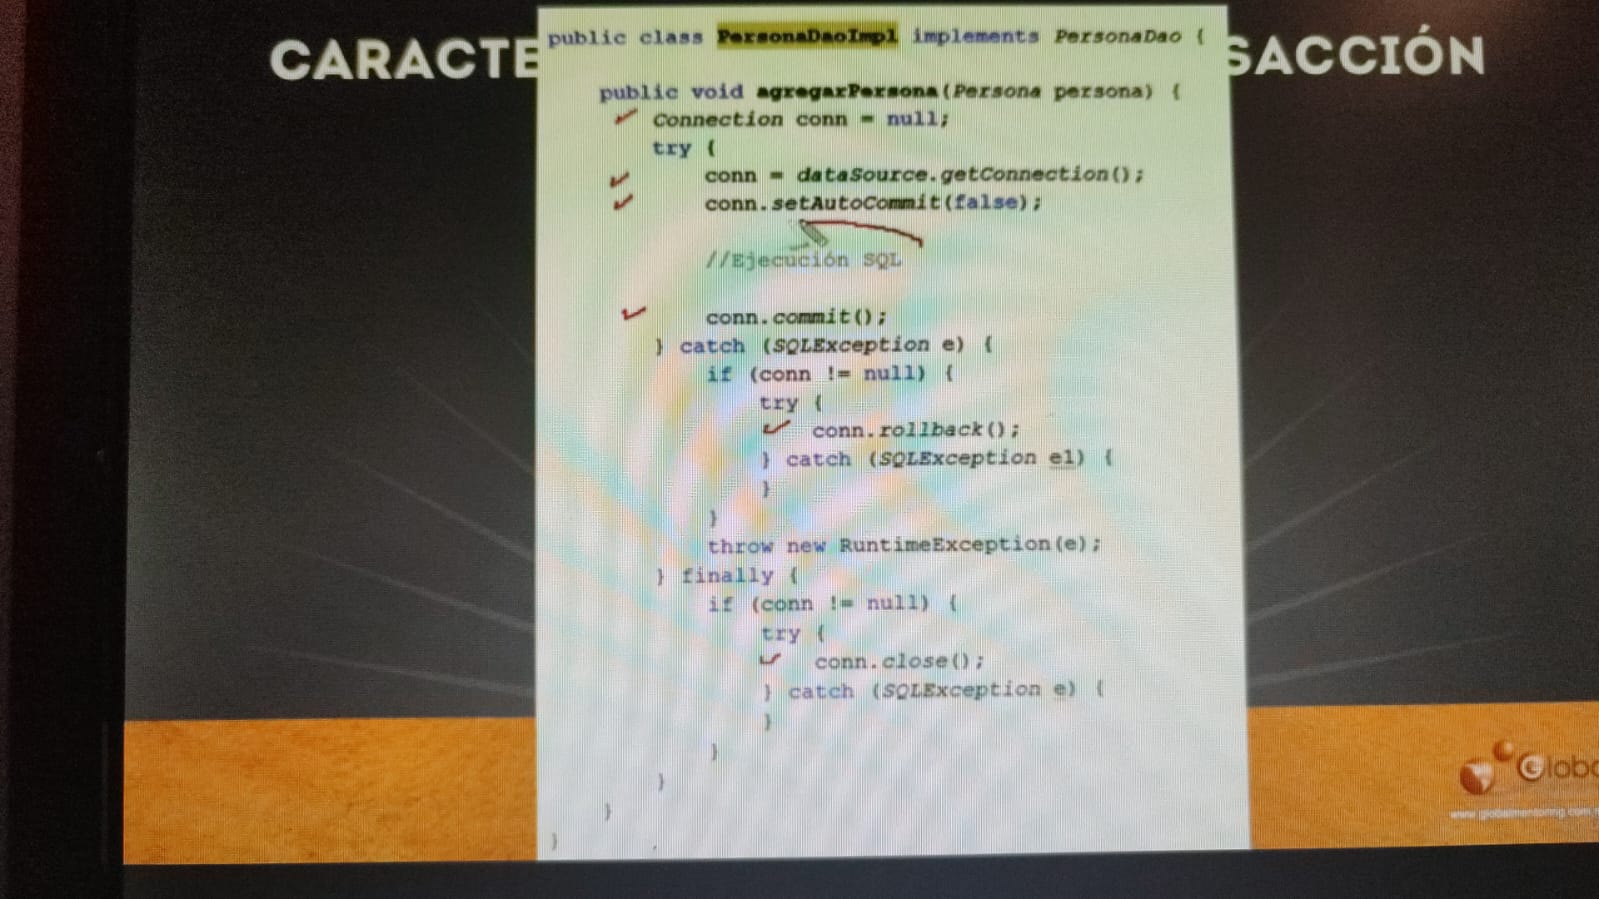 CARACTE
SACCIÓN
public class PersonaDaoImpl implements PersonaDao {
public void agregarPersona(Persona persona) {
Connection conn = null;
try {
conn = dataSource.getConnection();
conn.setAutoCommit(false);
//Ejecución SQL
conn.commit();
} catch (SQLException e) {
if (conn != null) {
try {
conn.rollback();
} catch (SQLException e1) {
}
}
throw new RuntimeException(e);
} finally {
if (conn != null) {
try {
conn.close();
} catch (SQLException e) {
}
}
}
}
}
Globa